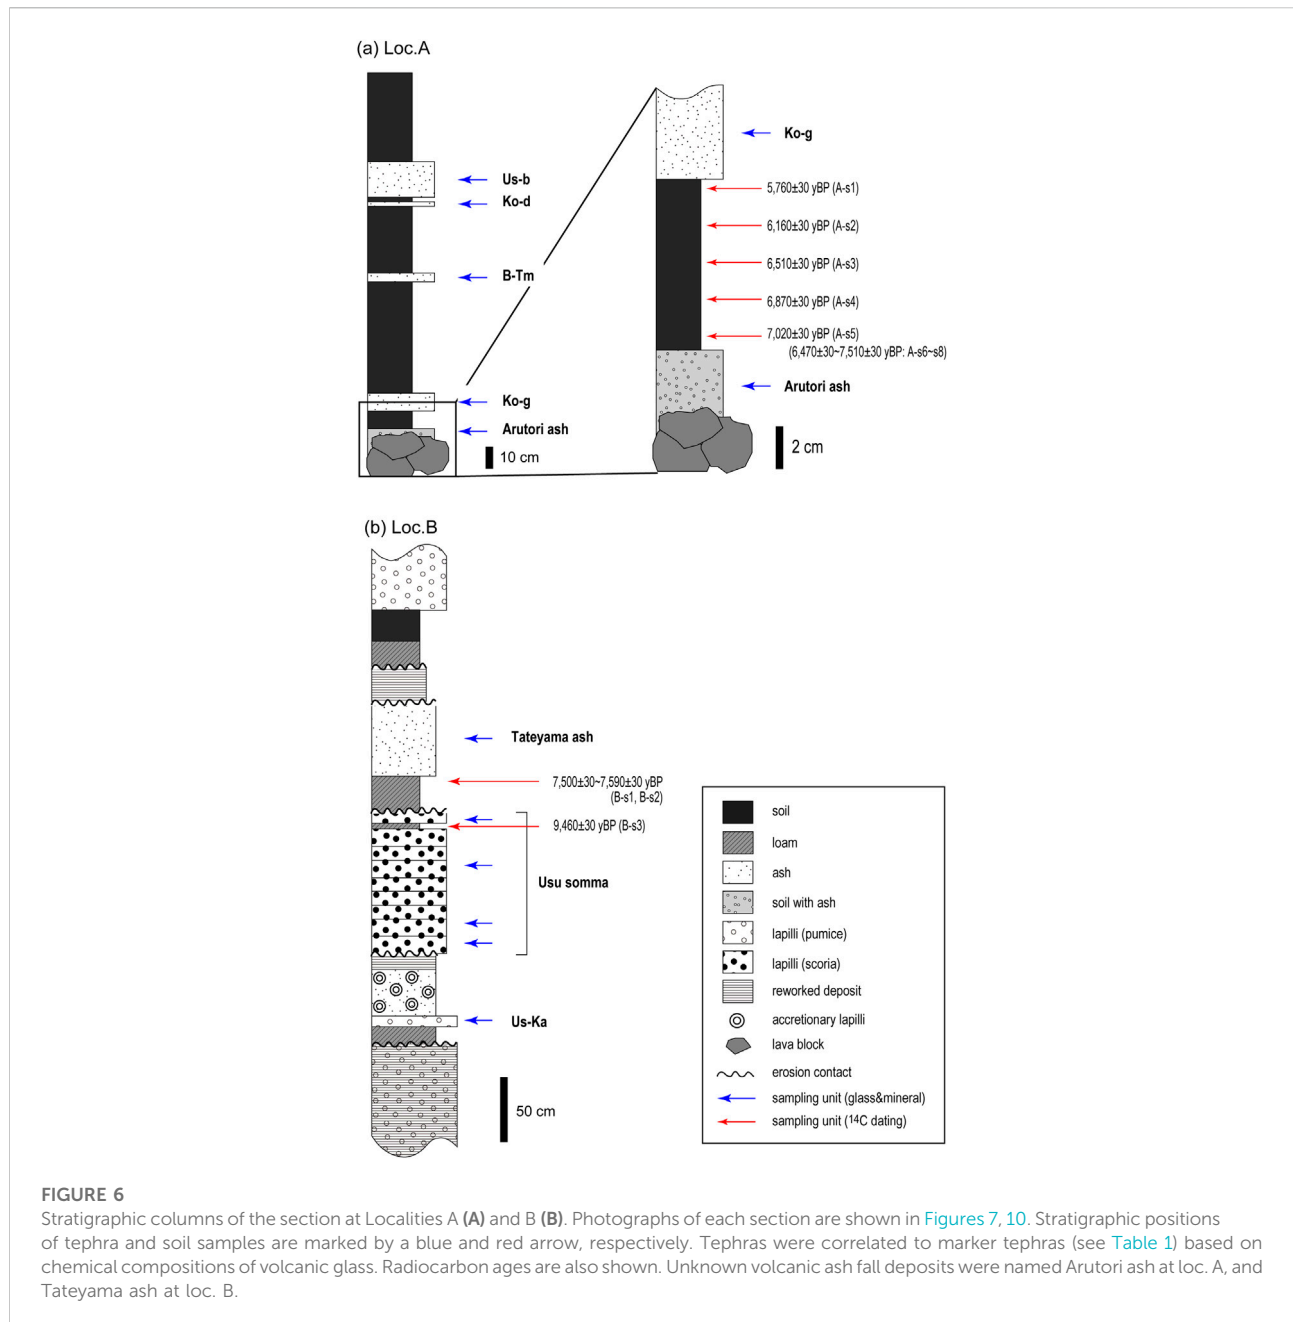 (a) Loc.A
Us-b
Ko-d
B-Tm
Ko-g
Arutori ash
10 cm
Ko-g
5,760±30 yBP (A-s1)
6,160±30 yBP (A-s2)
6,510±30 yBP (A-s3)
6,870±30 yBP (A-s4)
7,020±30 yBP (A-s5)
(6,470±30~7,510±30 yBP: A-s6~s8)
Arutori ash
2 cm
(b) Loc.B
Tateyama ash
7,500±30~7,590±30 yBP
(B-s1, B-s2)
9,460±30 yBP (B-s3)
Usu somma
Us-Ka
50 cm
soil
loam
ash
soil with ash
lapilli (pumice)
lapilli (scoria)
reworked deposit
accretionary lapilli
lava block
erosion contact
sampling unit (glass&mineral)
sampling unit (¹⁴C dating)
FIGURE 6
Stratigraphic columns of the section at Localities A (A) and B (B). Photographs of each section are shown in Figures 7, 10. Stratigraphic positions
of tephra and soil samples are marked by a blue and red arrow, respectively. Tephras were correlated to marker tephras (see Table 1) based on
chemical compositions of volcanic glass. Radiocarbon ages are also shown. Unknown volcanic ash fall deposits were named Arutori ash at loc. A, and
Tateyama ash at loc. B.